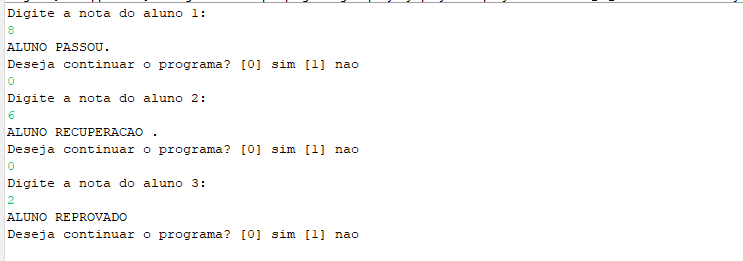 Digite a nota do aluno 1:
8
ALUNO PASSOU.
Deseja continuar o programa? [0] sim [1] nao
0
Digite a nota do aluno 2:
6
ALUNO RECUPERACAO .
Deseja continuar o programa? [0] sim [1] nao
0
Digite a nota do aluno 3:
2
ALUNO REPROVADO
Deseja continuar o programa? [0] sim [1] nao